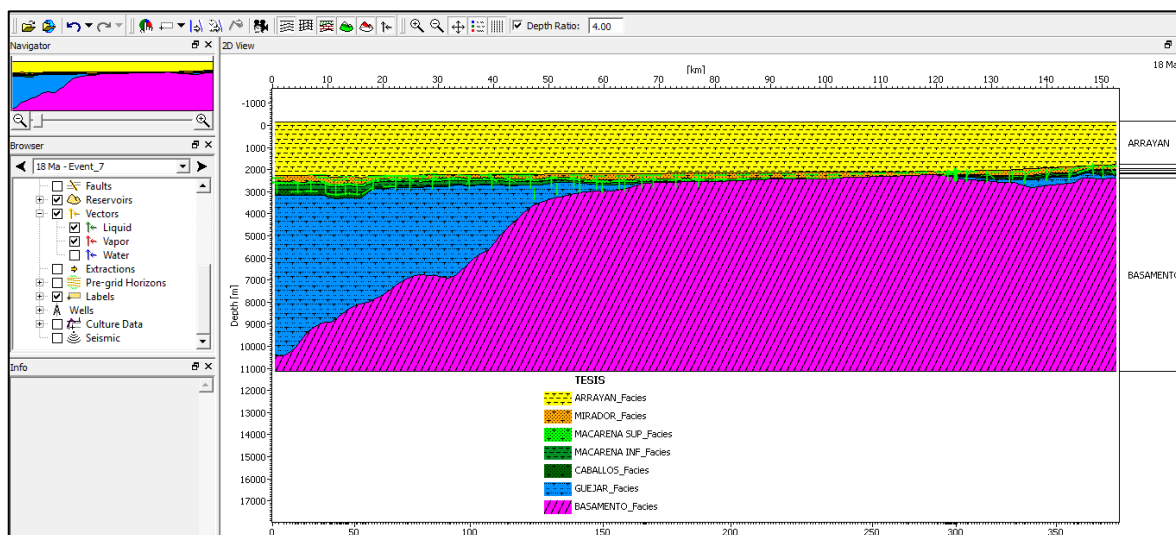 Depth Ratio: 4.00
Navigator
2D View
18 Ma
[km]
0 10 20 30 40 50 60 70 80 90 100 110 120 130 140 150
Browser
18 Ma - Event_7
Faults
Reservoirs
Vectors
Liquid
Vapor
Water
Extractions
Pre-grid Horizons
Labels
Wells
Culture Data
Seismic
Info
Depth [m]
-1000
0
1000
2000
3000
4000
5000
6000
7000
8000
9000
10000
11000
12000
13000
14000
15000
16000
17000
ARRAYAN
BASAMENTO
TESIS
ARRAYAN_Facies
MIRADOR_Facies
MACARENA SUP_Facies
MACARENA INF_Facies
CABALLOS_Facies
GUEJAR_Facies
BASAMENTO_Facies
50 100 150 200 250 300 350